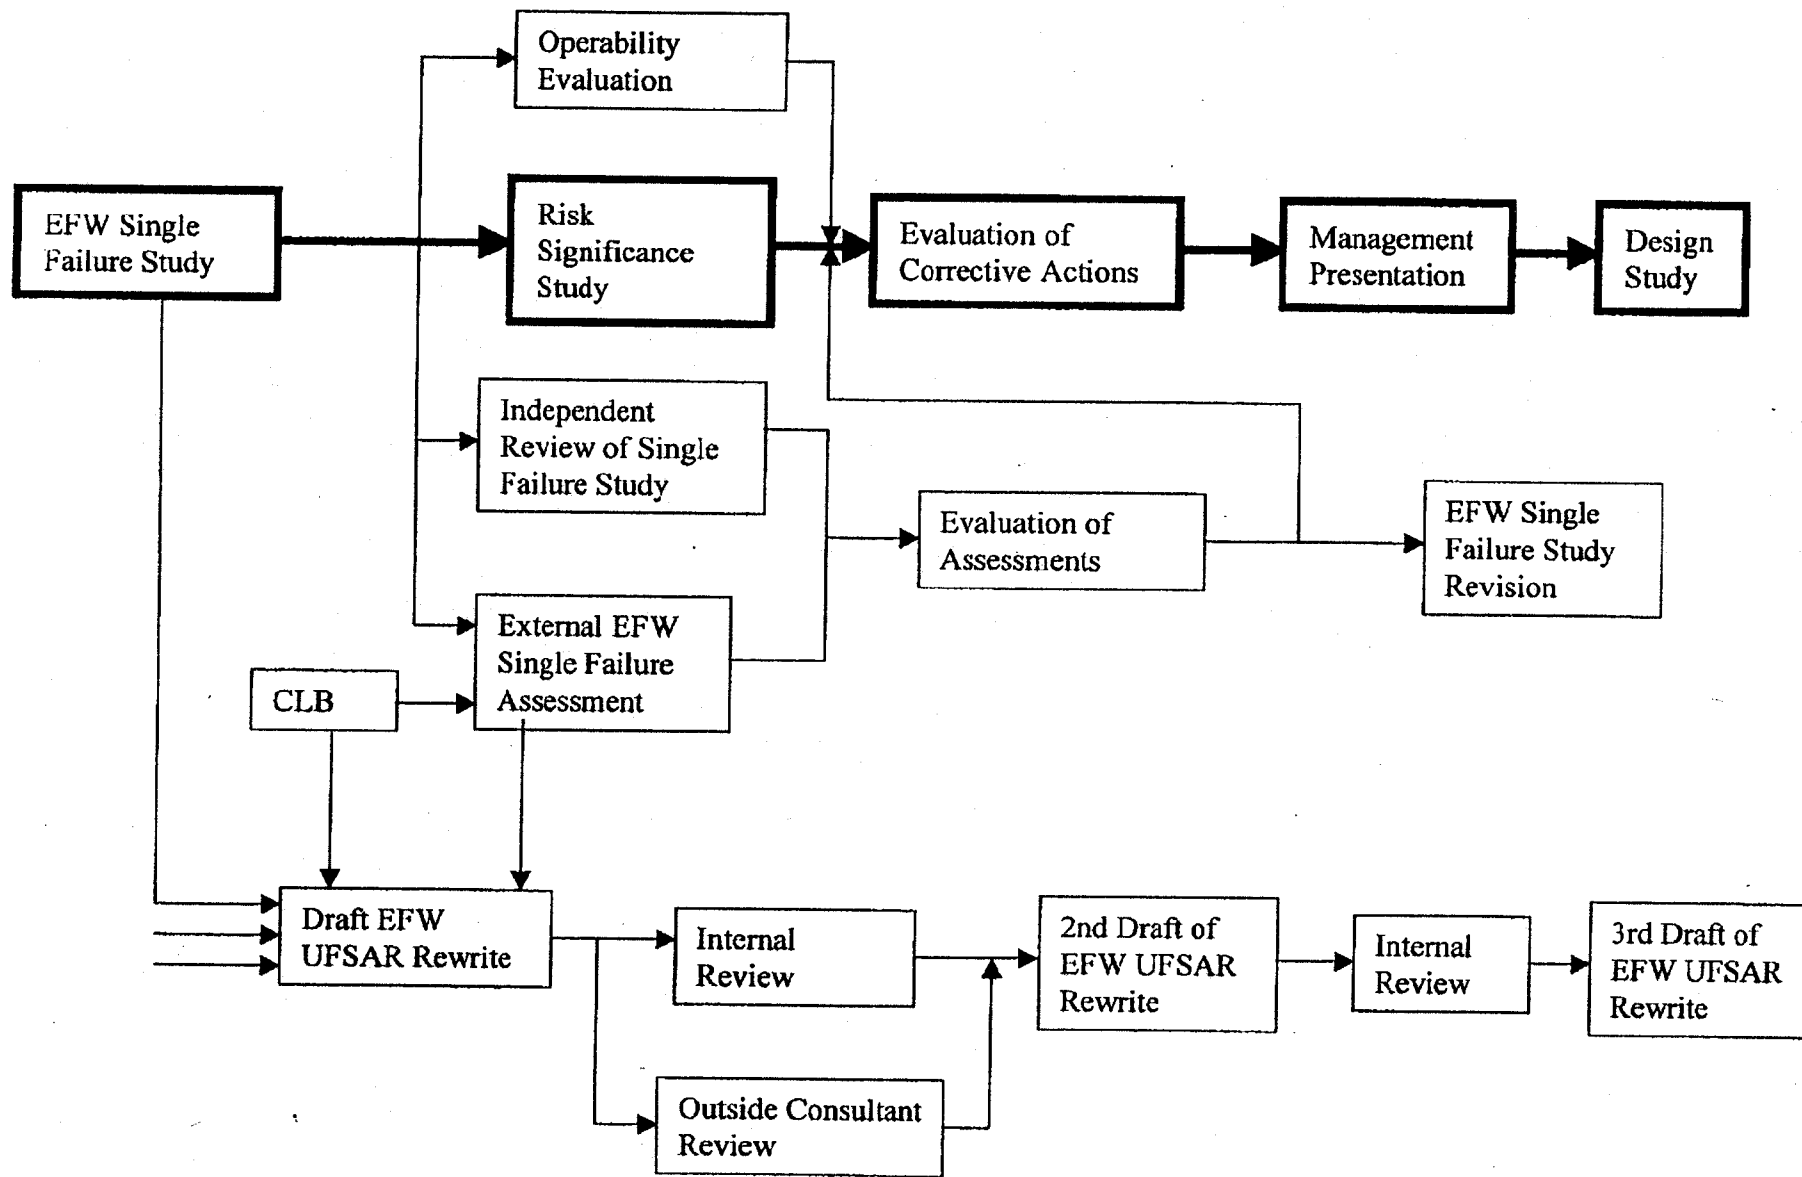 Operability
Evaluation
EFW Single
Failure Study
Risk
Significance
Study
Evaluation of
Corrective Actions
Management
Presentation
Design
Study
Independent
Review of Single
Failure Study
Evaluation of
Assessments
EFW Single
Failure Study
Revision
External EFW
Single Failure
Assessment
CLB
Draft EFW
UFSAR Rewrite
Internal
Review
2nd Draft of
EFW UFSAR
Rewrite
Internal
Review
3rd Draft of
EFW UFSAR
Rewrite
Outside Consultant
Review